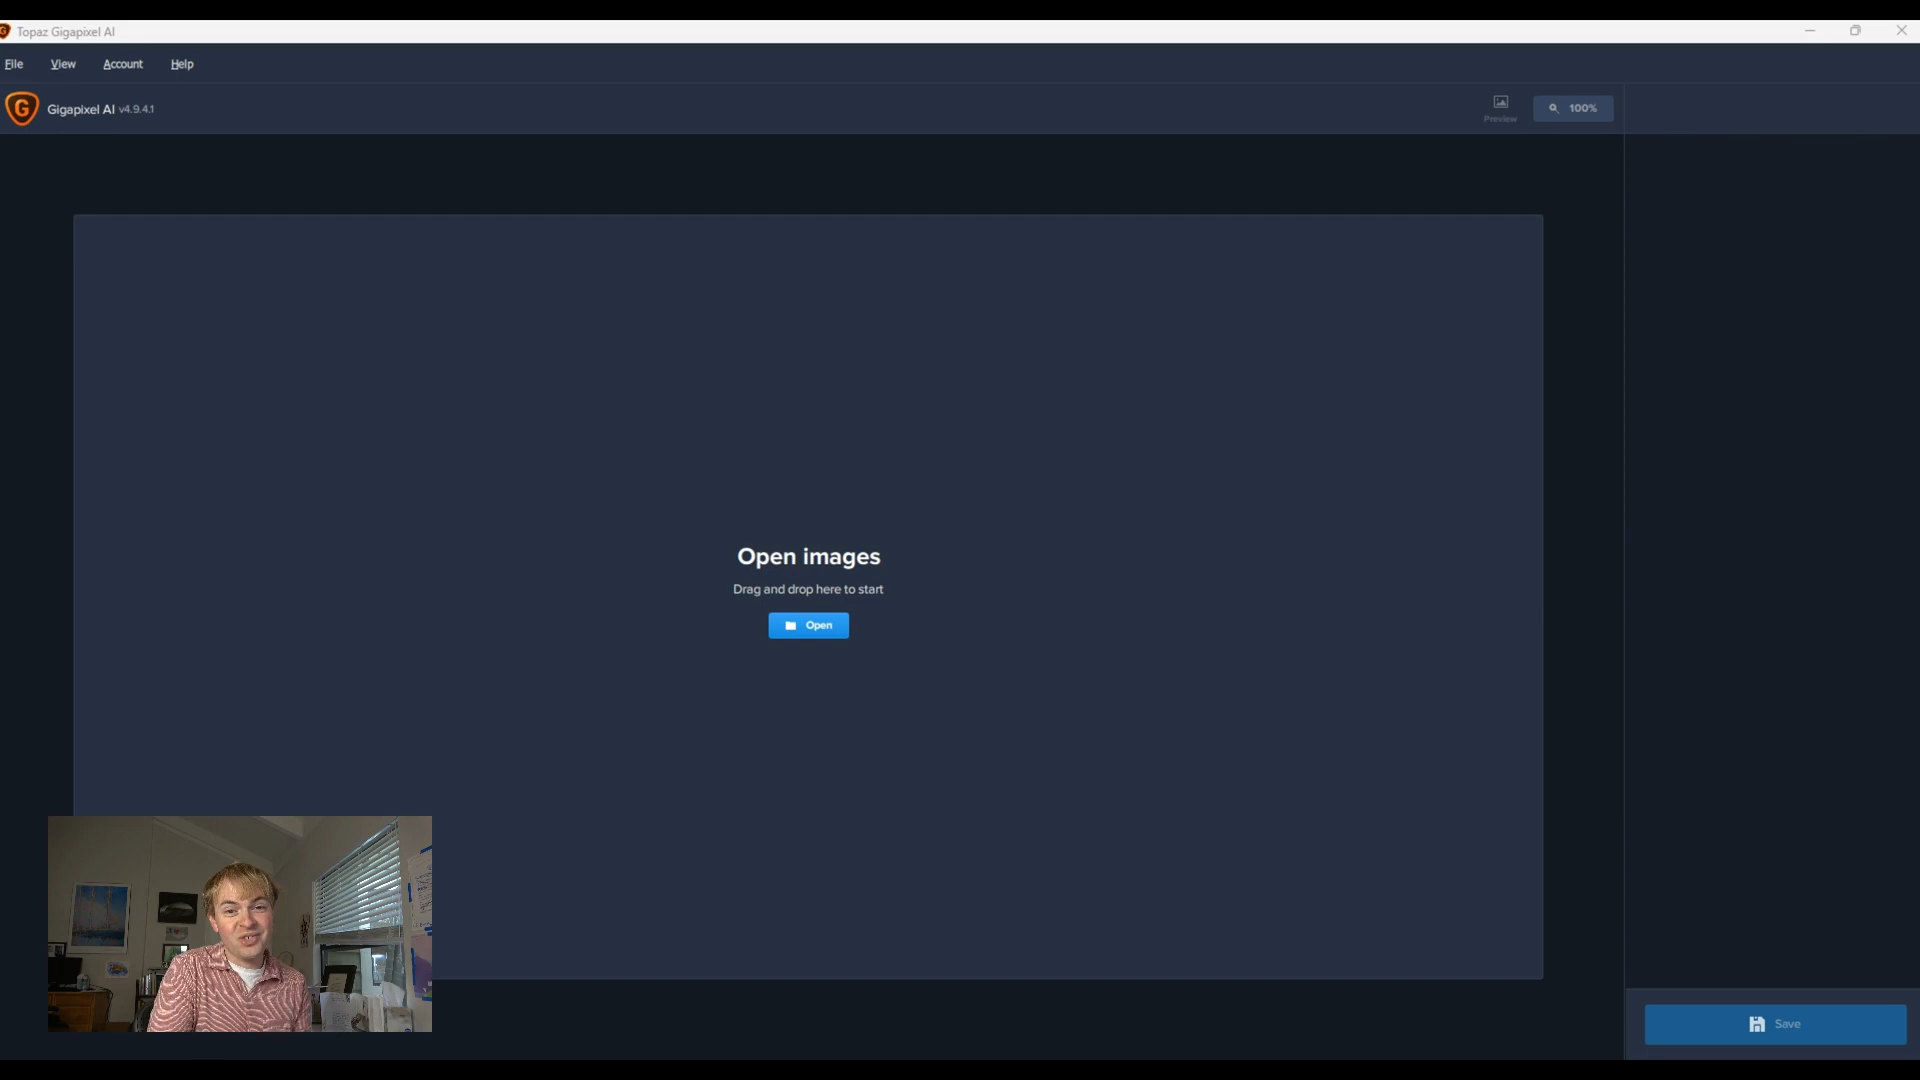 Topaz Gigapixel AI
File View Account Help
G Gigapixel AI v4.9.4.1
Preview
100%
Open images
Drag and drop here to start
Open
Save